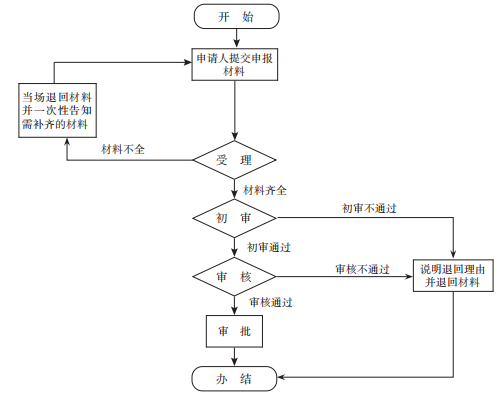 开 始
申请人提交申报
材料
当场退回材料
并一次性告知
需补齐的材料
材料不全
受 理
材料齐全
初审不通过
初 审
初审通过
审核不通过
说明退回理由
并退回材料
审 核
审核通过
审 批
办 结